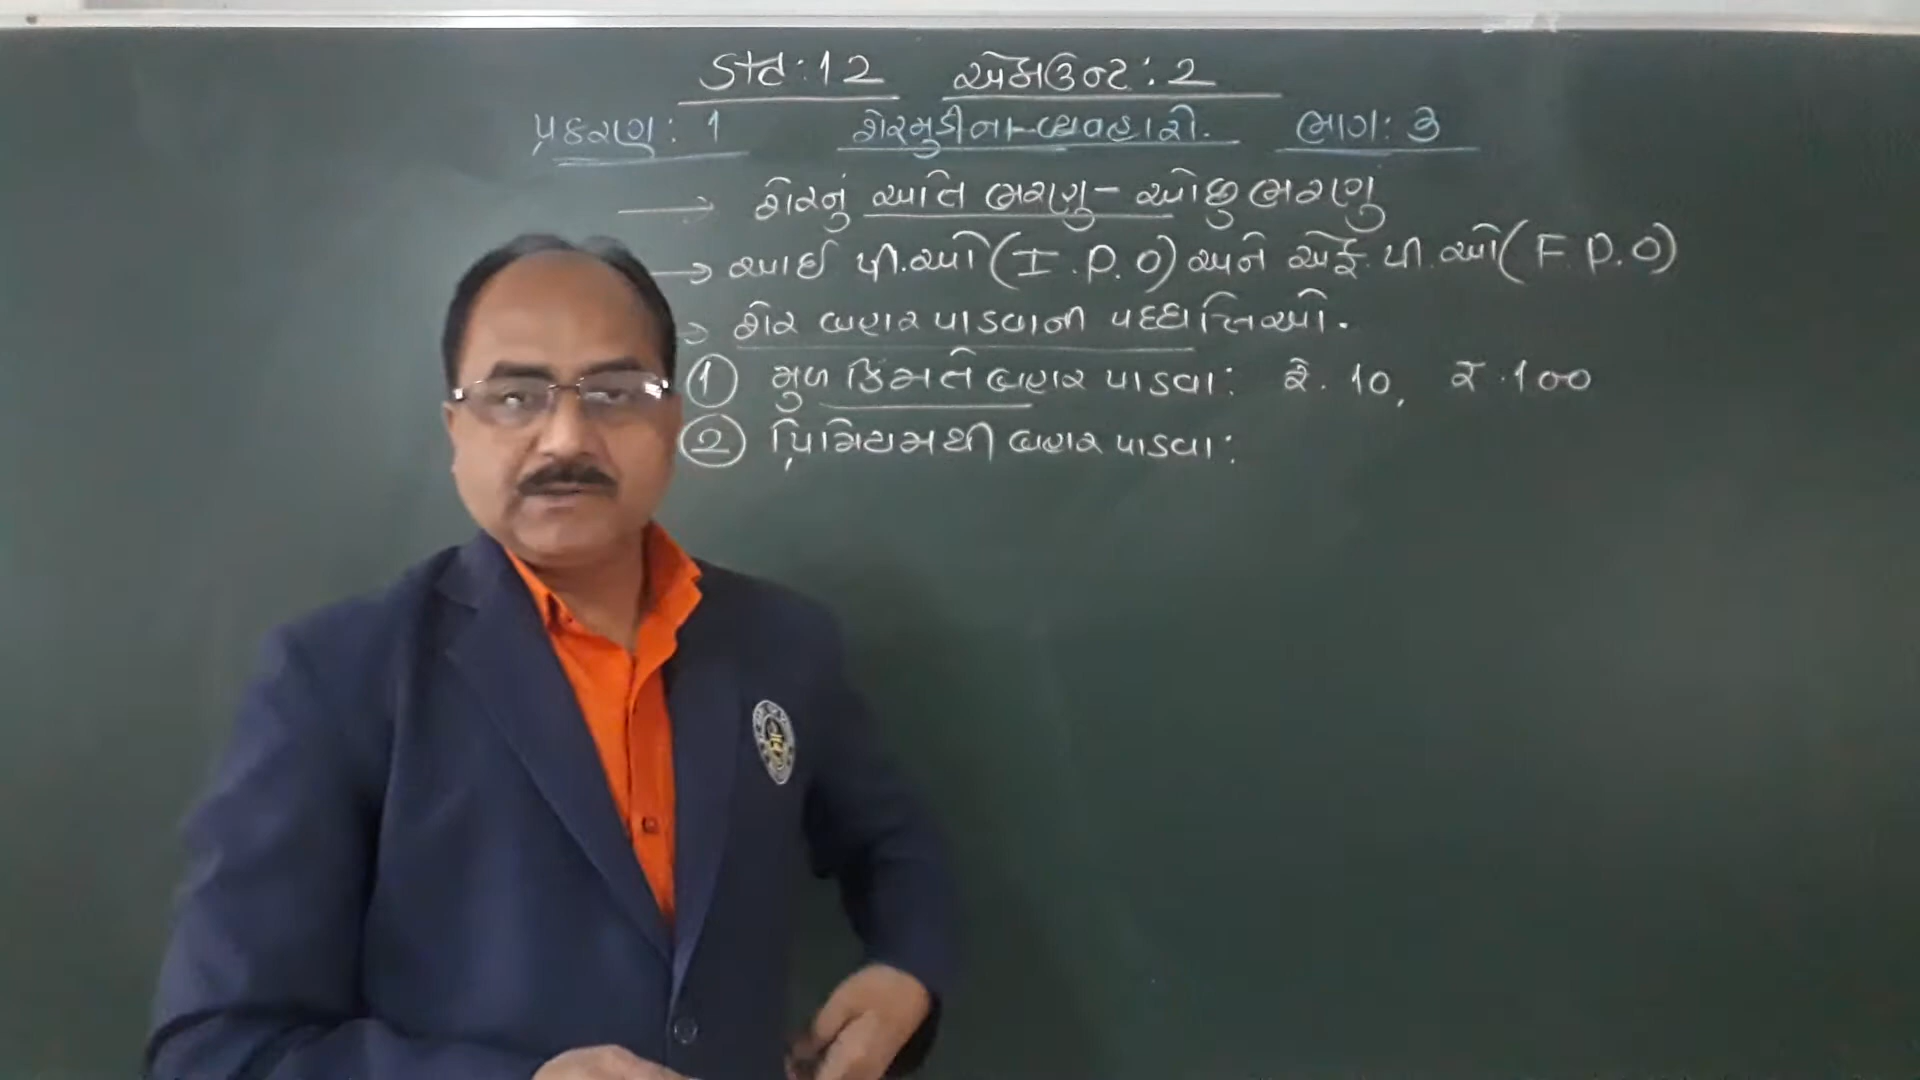 ધોરણ:12 એકાઉન્ટ:2
પ્રકરણ: 1 શેરમુડીના વ્યવહારો. ભાગ: 3
→ શેરનું અતિ ભરણુ - ઓછુ ભરણુ
→ આઈ પી.ઓ (I.P.O) અને એફ.પી.ઓ (F.P.O)
→ શેર બહાર પાડવાની પધ્ધતિઓ.
① મુળ કિંમતે બહાર પાડવા: રૂ. 10, ₹.100
② પ્રિમિયમથી બહાર પાડવા: